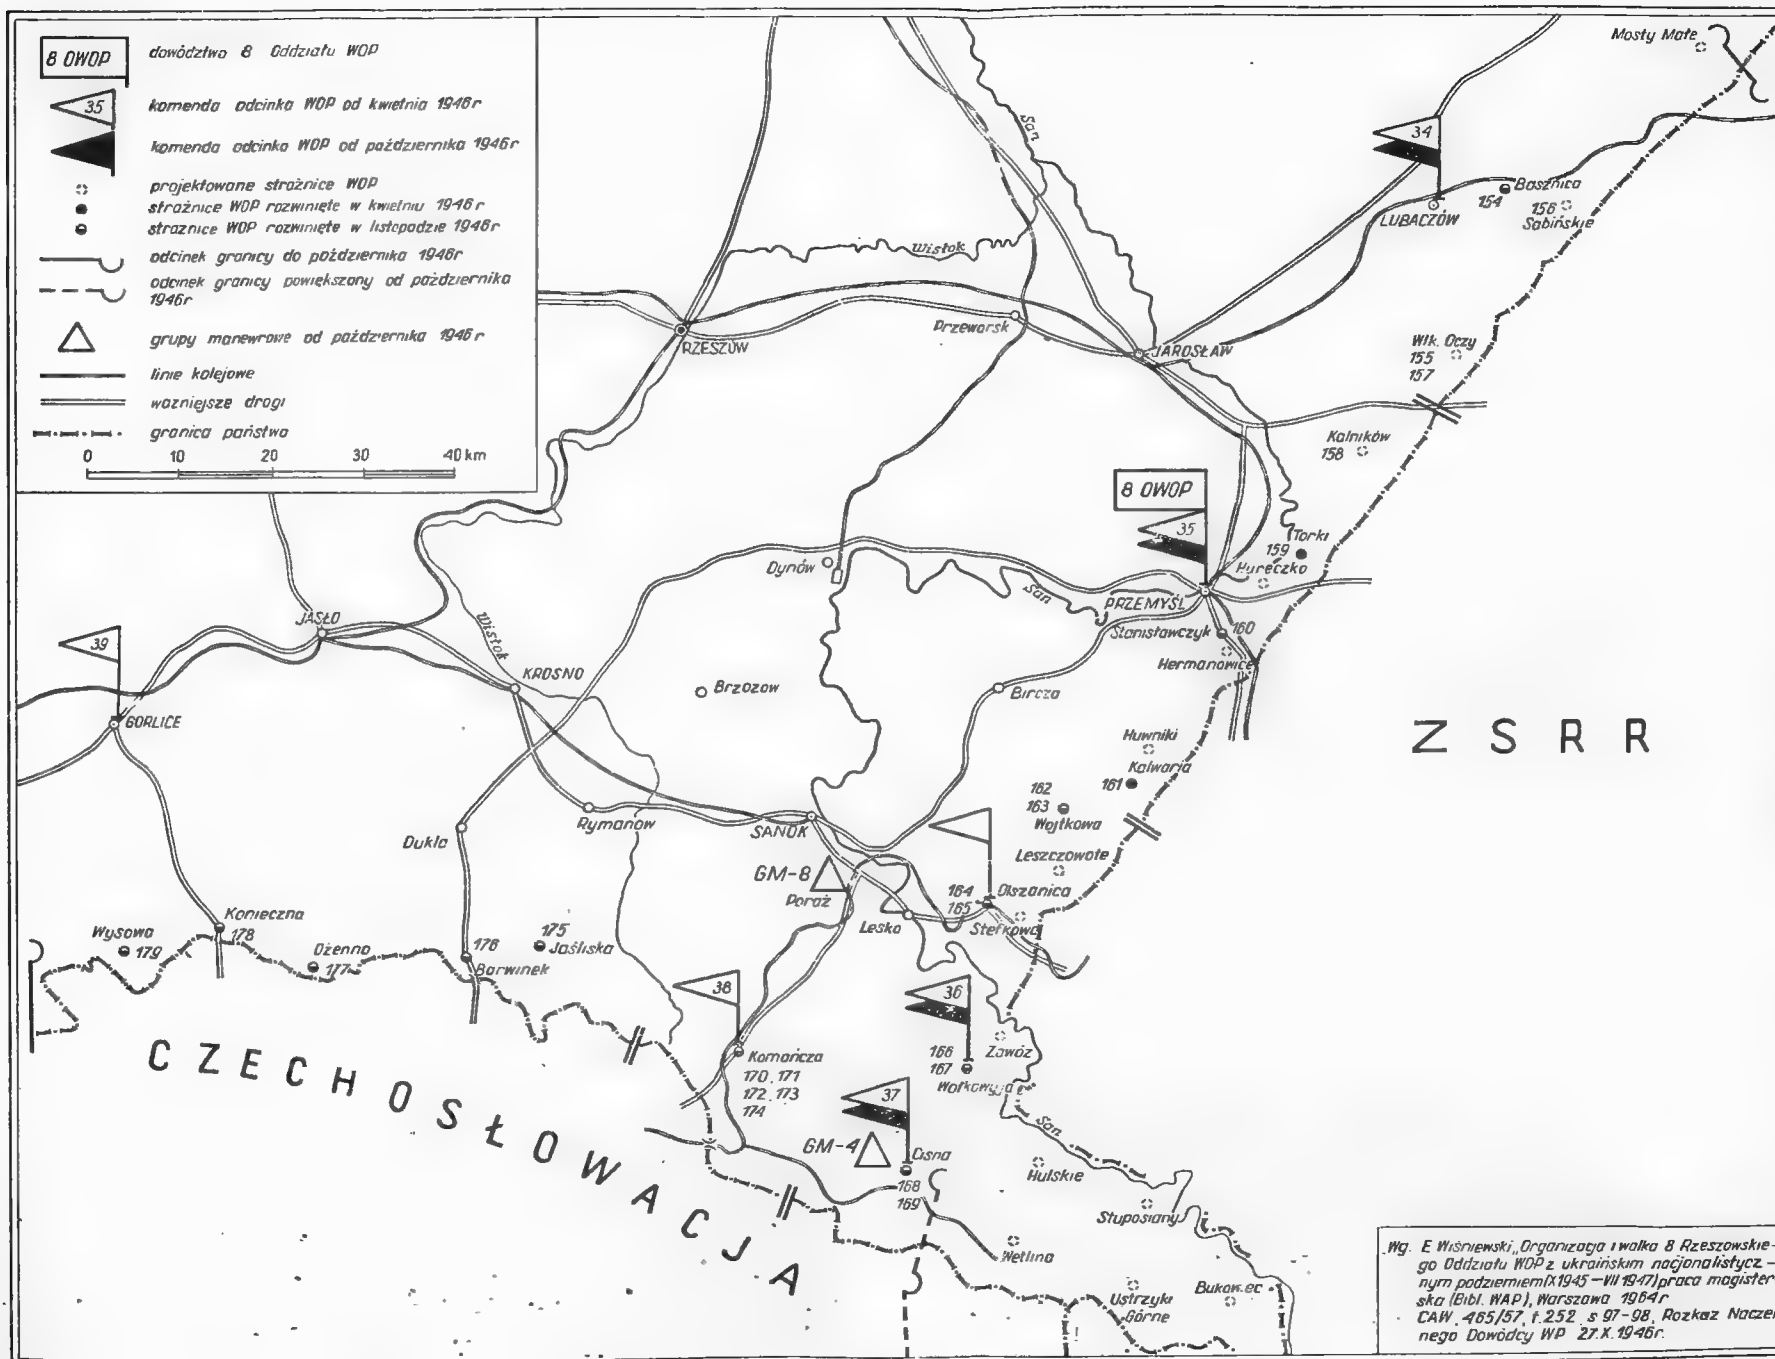 8 OWOP
dowództwo 8 Oddziału WOP
35
komenda odcinka WOP od kwietnia 1946r
komenda odcinka WOP od października 1946r
projektowane strażnice WOP
strażnice WOP rozwinięte w kwietniu 1946r
strażnice WOP rozwinięte w listopadzie 1946r
odcinek granicy do października 1946r
odcinek granicy powiększony od października
1946r
grupy manewrowe od października 1946r
linie kolejowe
ważniejsze drogi
granica państwa
0 10 20 30 40 km
Mosty Małe
San
34
Basznica
154
156
Sabińskie
LUBACZÓW
Wisłok
Przeworsk
RZESZÓW
JAROSŁAW
Wlk. Oczy
155
157
Kalników
158
8 OWOP
35
Torki
159
Hureczko
Dynów
San
PRZEMYŚL
Stanisławczyk
160
Hermanowice
JASŁO
39
Wisłok
KROSNO
Brzozow
Bircza
GORLICE
Z S R R
Huwniki
Kalwaria
161
162
163
Wojtkowa
Rymanow
SANOK
Dukla
Leszczowate
GM-8
Poraż
164
165
Olszanica
Lesko
Stefkowa
Konieczna
178
Wysowa
179
Ożenna
177
176
Barwinek
175
Jaśliska
38
36
Komańcza
170, 171
172, 173
174
166
167
Wołkowyja
Zawóz
37
San
GM-4
Cisna
168
169
Hulskie
Stuposiany
Wetlina
Ustrzyki
Górne
Bukowiec
CZECHOSŁOWACJA
Wg. E Wiśniewski „Organizacja i walka 8 Rzeszowskie-
go Oddziału WOP z ukraińskim nacjonalistycz-
nym podziemiem (X 1945 – VII 1947) praca magister
ska (Bibl. WAP), Warszawa 1964r
CAW, 465/57, t.252 s 97-98, Rozkaz Naczel
nego Dowódcy WP 27.X.1946r.